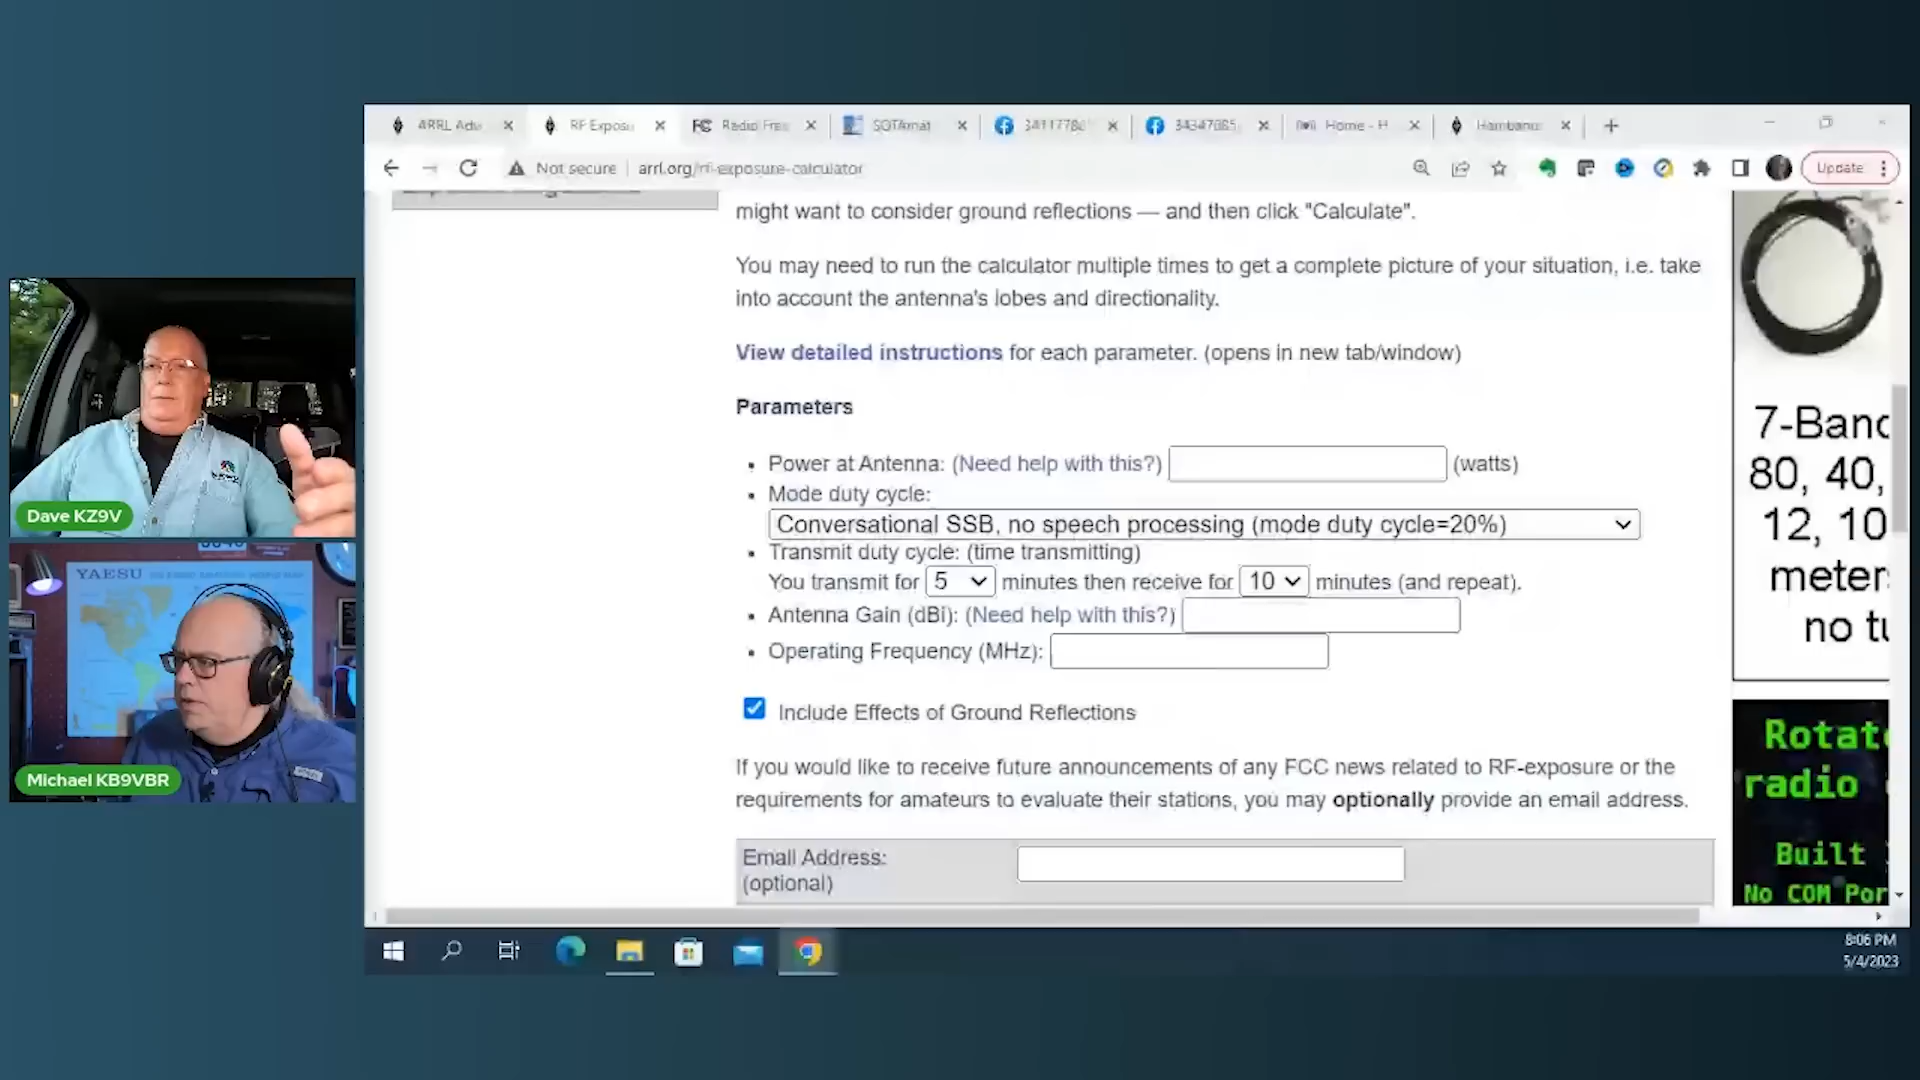 ARRL Adv
RF Exposu
Radio Fre
SOTAmat
Home - H
Hambanu
Not secure
arrl.org/rf-exposure-calculator
Update
might want to consider ground reflections — and then click "Calculate".
You may need to run the calculator multiple times to get a complete picture of your situation, i.e. take
into account the antenna's lobes and directionality.
View detailed instructions for each parameter. (opens in new tab/window)
Parameters
Power at Antenna: (Need help with this?) (watts)
Mode duty cycle:
Conversational SSB, no speech processing (mode duty cycle=20%)
Transmit duty cycle: (time transmitting)
You transmit for 5 minutes then receive for 10 minutes (and repeat).
Antenna Gain (dBi): (Need help with this?)
Operating Frequency (MHz):
Include Effects of Ground Reflections
If you would like to receive future announcements of any FCC news related to RF-exposure or the
requirements for amateurs to evaluate their stations, you may optionally provide an email address.
Email Address:
(optional)
7-Band
80, 40,
12, 10
meter
no tu
Rotat
radio
Built
No COM Por
Dave KZ9V
YAESU
Michael KB9VBR
8:06 PM
5/4/2023